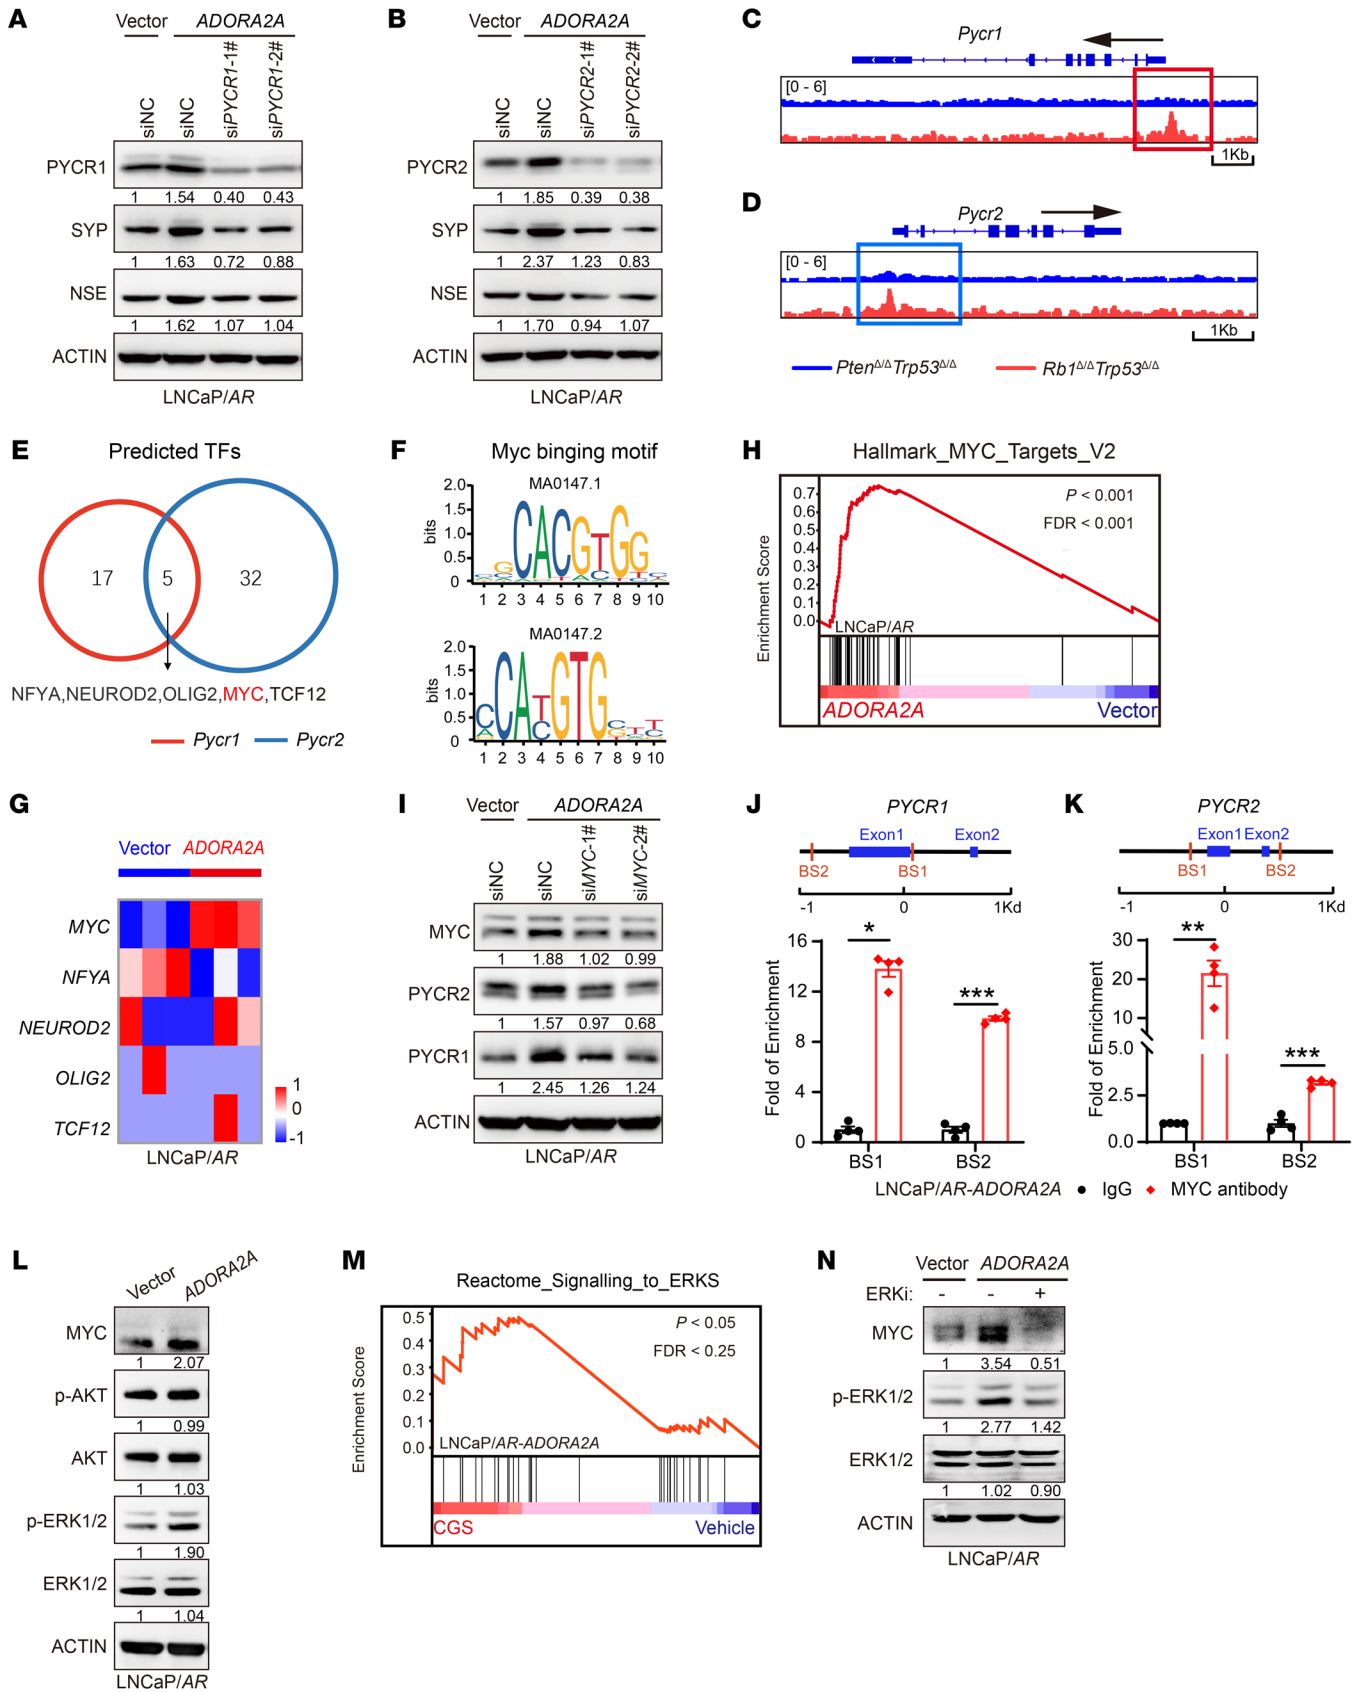 A
Vector ADORA2A
siNC
siNC
siPYCR1-1#
siPYCR1-2#
PYCR1
1 1.54 0.40 0.43
SYP
1 1.63 0.72 0.88
NSE
1 1.62 1.07 1.04
ACTIN
LNCaP/AR
B
Vector ADORA2A
siNC
siNC
siPYCR2-1#
siPYCR2-2#
PYCR2
1 1.85 0.39 0.38
SYP
1 2.37 1.23 0.83
NSE
1 1.70 0.94 1.07
ACTIN
LNCaP/AR
C
Pycr1
[0 - 6]
1Kb
D
Pycr2
[0 - 6]
1Kb
PtenΔ/ΔTrp53Δ/Δ Rb1Δ/ΔTrp53Δ/Δ
E
Predicted TFs
17 5 32
NFYA,NEUROD2,OLIG2,MYC,TCF12
Pycr1 Pycr2
F
Myc binging motif
MA0147.1
2.0
1.5
1.0
0.5
0
bits
1 2 3 4 5 6 7 8 9 10
MA0147.2
2.0
1.5
1.0
0.5
0
bits
1 2 3 4 5 6 7 8 9 10
H
Hallmark_MYC_Targets_V2
P < 0.001
FDR < 0.001
0.7
0.6
0.5
0.4
0.3
0.2
0.1
0.0
Enrichment Score
LNCaP/AR
ADORA2A Vector
G
Vector ADORA2A
MYC
NFYA
NEUROD2
OLIG2
TCF12
1
0
-1
LNCaP/AR
I
Vector ADORA2A
siNC
siNC
siMYC-1#
siMYC-2#
MYC
1 1.88 1.02 0.99
PYCR2
1 1.57 0.97 0.68
PYCR1
1 2.45 1.26 1.24
ACTIN
LNCaP/AR
J
PYCR1
Exon1 Exon2
BS2 BS1
-1 0 1Kd
16
12
8
4
0
Fold of Enrichment
* ***
BS1 BS2
K
PYCR2
Exon1 Exon2
BS1 BS2
-1 0 1Kd
30
20
10
5.0
2.5
0.0
Fold of Enrichment
** ***
BS1 BS2
LNCaP/AR-ADORA2A IgG MYC antibody
L
Vector ADORA2A
MYC
1 2.07
p-AKT
1 0.99
AKT
1 1.03
p-ERK1/2
1 1.90
ERK1/2
1 1.04
ACTIN
LNCaP/AR
M
Reactome_Signalling_to_ERKS
P < 0.05
FDR < 0.25
0.5
0.4
0.3
0.2
0.1
0.0
Enrichment Score
LNCaP/AR-ADORA2A
CGS Vehicle
N
Vector ADORA2A
ERKi: - - +
MYC
1 3.54 0.51
p-ERK1/2
1 2.77 1.42
ERK1/2
1 1.02 0.90
ACTIN
LNCaP/AR